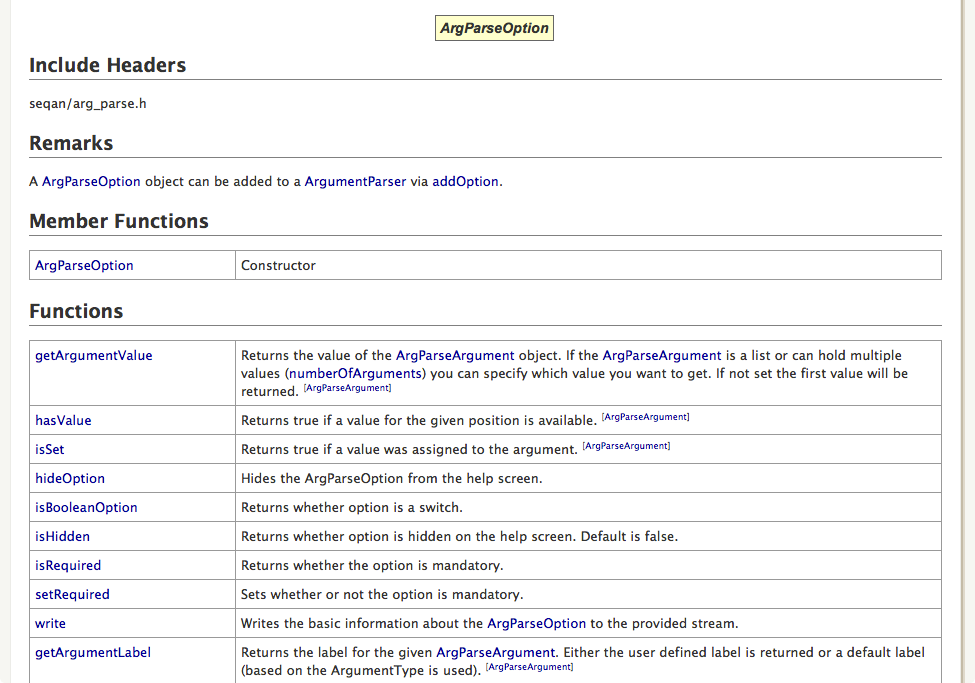 ArgParseOption
Include Headers
seqan/arg_parse.h
Remarks
A ArgParseOption object can be added to a ArgumentParser via addOption.
Member Functions
ArgParseOption Constructor
Functions
getArgumentValue Returns the value of the ArgParseArgument object. If the ArgParseArgument is a list or can hold multiple
values (numberOfArguments) you can specify which value you want to get. If not set the first value will be
returned. [ArgParseArgument]
hasValue Returns true if a value for the given position is available. [ArgParseArgument]
isSet Returns true if a value was assigned to the argument. [ArgParseArgument]
hideOption Hides the ArgParseOption from the help screen.
isBooleanOption Returns whether option is a switch.
isHidden Returns whether option is hidden on the help screen. Default is false.
isRequired Returns whether the option is mandatory.
setRequired Sets whether or not the option is mandatory.
write Writes the basic information about the ArgParseOption to the provided stream.
getArgumentLabel Returns the label for the given ArgParseArgument. Either the user defined label is returned or a default label
(based on the ArgumentType is used). [ArgParseArgument]